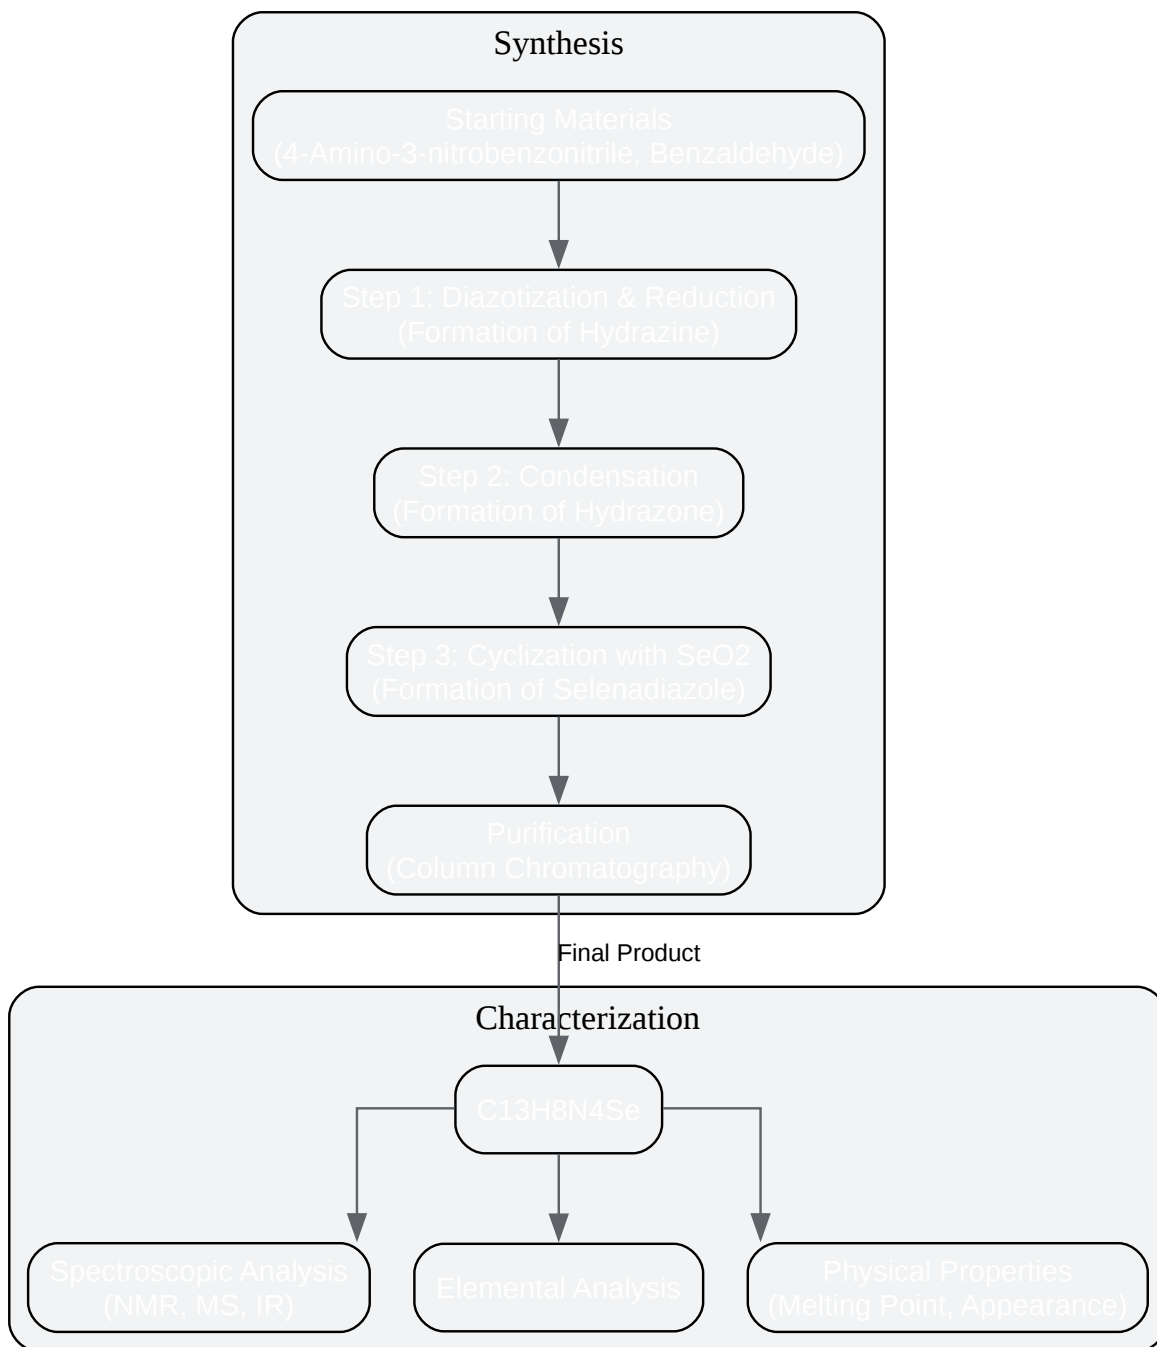 Synthesis
Starting Materials
(4-Amino-3-nitrobenzonitrile, Benzaldehyde)
Step 1: Diazotization & Reduction
(Formation of Hydrazine)
Step 2: Condensation
(Formation of Hydrazone)
Step 3: Cyclization with SeO2
(Formation of Selenadiazole)
Purification
(Column Chromatography)
Final Product
Characterization
C13H8N4Se
Spectroscopic Analysis
(NMR, MS, IR)
Elemental Analysis
Physical Properties
(Melting Point, Appearance)